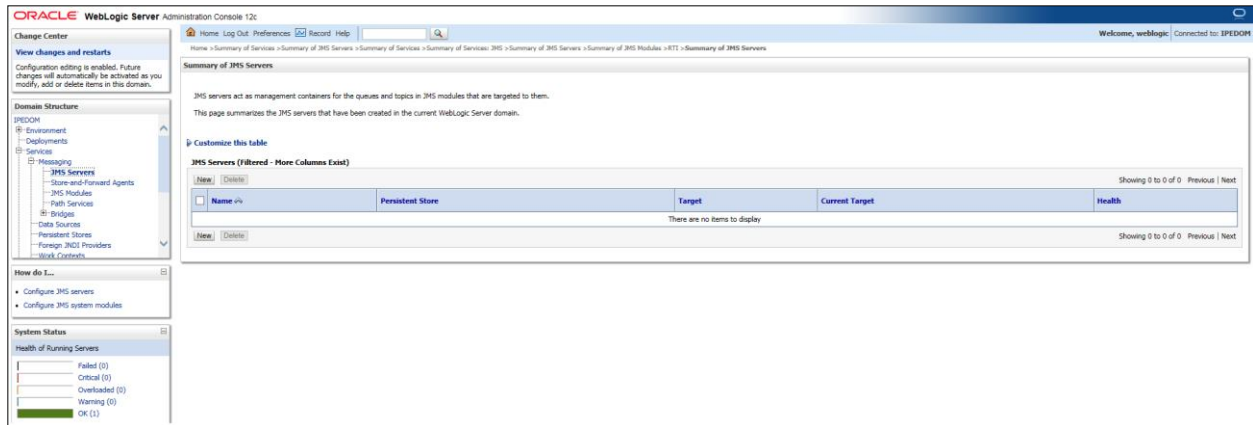 ORACLE WebLogic Server Administration Console 12c
Change Center
View changes and restarts
Configuration editing is enabled. Future
changes will automatically be activated as you
modify, add or delete items in this domain.
Domain Structure
IPEDOM
Environment
Deployments
Services
Messaging
JMS Servers
Store-and-Forward Agents
JMS Modules
Path Services
Bridges
Data Sources
Persistent Stores
Foreign JNDI Providers
Work Contexts
How do I...
Configure JMS servers
Configure JMS system modules
System Status
Health of Running Servers
Failed (0)
Critical (0)
Overloaded (0)
Warning (0)
OK (1)
Home Log Out Preferences Record Help
Welcome, weblogic Connected to: IPEDOM
Home >Summary of Services >Summary of JMS Servers >Summary of Services >Summary of Services: JMS >Summary of JMS Servers >Summary of JMS Modules >RTI >Summary of JMS Servers
Summary of JMS Servers
JMS servers act as management containers for the queues and topics in JMS modules that are targeted to them.
This page summarizes the JMS servers that have been created in the current WebLogic Server domain.
Customize this table
JMS Servers (Filtered - More Columns Exist)
New Delete Showing 0 to 0 of 0 Previous | Next
Name Persistent Store Target Current Target Health
There are no items to display
New Delete Showing 0 to 0 of 0 Previous | Next